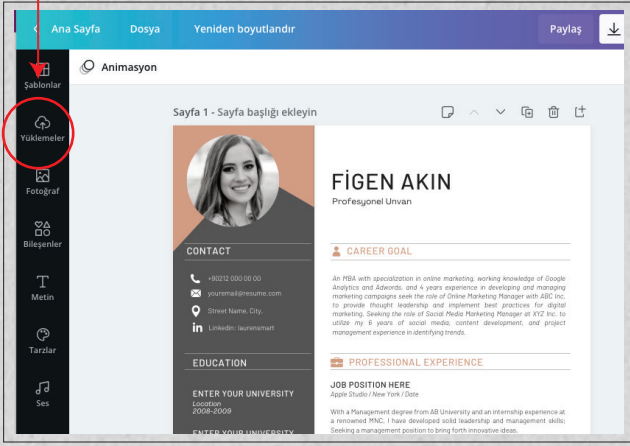 Ana Sayfa Dosya Yeniden boyutlandır Paylaş
Animasyon
Şablonlar
Yüklemeler
Fotoğraf
Bileşenler
Metin
Tarzlar
Ses
Sayfa 1 - Sayfa başlığı ekleyin
FİGEN AKIN
Profesyonel Unvan
CONTACT
+90212 000 00 00
youremail@resume.com
Street Name, City.
Linkedin: laurensmart
EDUCATION
ENTER YOUR UNIVERSITY
Location
2008-2009
ENTER YOUR UNIVERSITY
CAREER GOAL
An MBA with specialization in online marketing, working knowledge of Google
Analytics and Adwords, and 4 years experience in developing and managing
marketing campaigns seek the role of Online Marketing Manager with ABC Inc.
to provide thought leadership and implement best practices for digital
marketing. Seeking the role of Social Media Marketing Manager at XYZ Inc. to
utilize my 6 years of social media, content development, and project
management experience in identifying trends.
PROFESSIONAL EXPERIENCE
JOB POSITION HERE
Apple Studio / New York / Date
With a Management degree from AB University and an internship experience at
a renowned MNC, I have developed solid leadership and management skills;
Seeking a management position to bring forth innovative ideas.